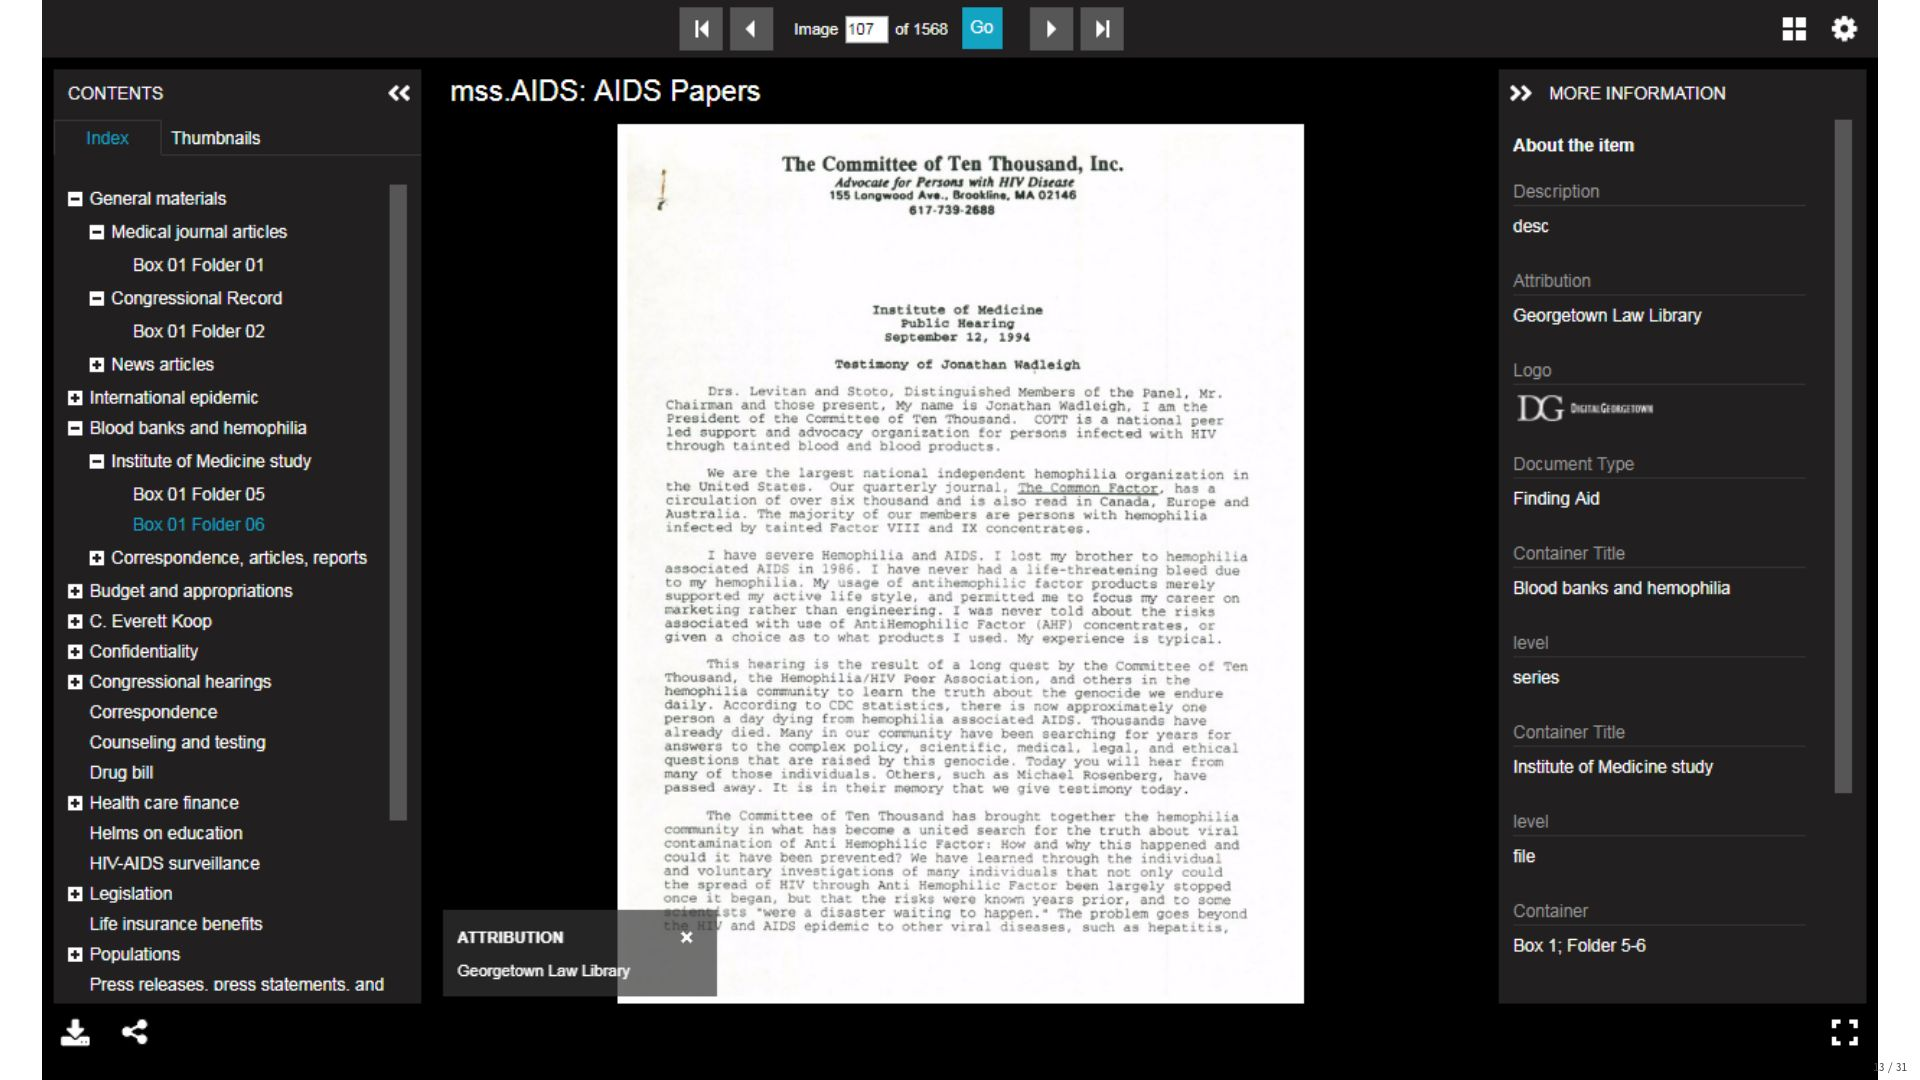 Image 107 of 1568 Go
CONTENTS
Index Thumbnails
General materials
Medical journal articles
Box 01 Folder 01
Congressional Record
Box 01 Folder 02
News articles
International epidemic
Blood banks and hemophilia
Institute of Medicine study
Box 01 Folder 05
Box 01 Folder 06
Correspondence, articles, reports
Budget and appropriations
C. Everett Koop
Confidentiality
Congressional hearings
Correspondence
Counseling and testing
Drug bill
Health care finance
Helms on education
HIV-AIDS surveillance
Legislation
Life insurance benefits
Populations
Press releases, press statements, and
mss.AIDS: AIDS Papers
The Committee of Ten Thousand, Inc.
Advocate for Persons with HIV Disease
155 Longwood Ave., Brookline, MA 02146
617-739-2688
Institute of Medicine
Public Hearing
September 12, 1994
Testimony of Jonathan Wadleigh
Drs. Levitan and Stoto, Distinguished Members of the Panel, Mr.
Chairman and those present, My name is Jonathan Wadleigh, I am the
President of the Committee of Ten Thousand. COTT is a national peer
led support and advocacy organization for persons infected with HIV
through tainted blood and blood products.
We are the largest national independent hemophilia organization in
the United States. Our quarterly journal, The Common Factor, has a
circulation of over six thousand and is also read in Canada, Europe and
Australia. The majority of our members are persons with hemophilia
infected by tainted Factor VIII and IX concentrates.
I have severe Hemophilia and AIDS. I lost my brother to hemophilia
associated AIDS in 1986. I have never had a life-threatening bleed due
to my hemophilia. My usage of antihemophilic factor products merely
supported my active life style, and permitted me to focus my career on
marketing rather than engineering. I was never told about the risks
associated with use of AntiHemophilic Factor (AHF) concentrates, or
given a choice as to what products I used. My experience is typical.
This hearing is the result of a long quest by the Committee of Ten
Thousand, the Hemophilia/HIV Peer Association, and others in the
hemophilia community to learn the truth about the genocide we endure
daily. According to CDC statistics, there is now approximately one
person a day dying from hemophilia associated AIDS. Thousands have
already died. Many in our community have been searching for years for
answers to the complex policy, scientific, medical, legal, and ethical
questions that are raised by this genocide. Today you will hear from
many of those individuals. Others, such as Michael Rosenberg, have
passed away. It is in their memory that we give testimony today.
The Committee of Ten Thousand has brought together the hemophilia
community in what has become a united search for the truth about viral
contamination of Anti Hemophilic Factor: How and why this happened and
could it have been prevented? We have learned through the individual
and voluntary investigations of many individuals that not only could
the spread of HIV through Anti Hemophilic Factor been largely stopped
once it began, but that the risks were known years prior, and to some
scientists "were a disaster waiting to happen." The problem goes beyond
the HIV and AIDS epidemic to other viral diseases, such as hepatitis,
ATTRIBUTION
Georgetown Law Library
MORE INFORMATION
About the item
Description
desc
Attribution
Georgetown Law Library
Logo
DG DIGITALGEORGETOWN
Document Type
Finding Aid
Container Title
Blood banks and hemophilia
level
series
Container Title
Institute of Medicine study
level
file
Container
Box 1; Folder 5-6
13 / 31